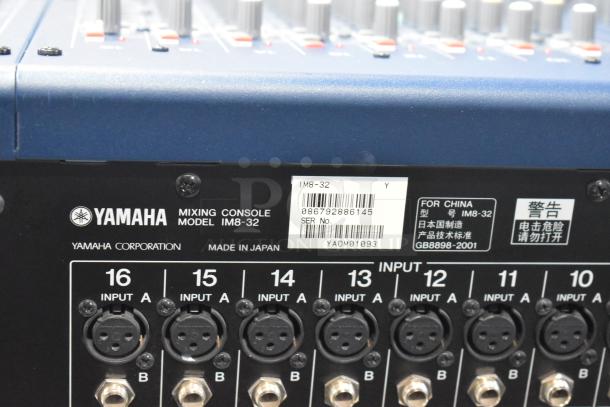 IM8-32 Y
086792886145
SER No.
YAOM01093
YAMAHA
MIXING CONSOLE
MODEL IM8-32
YAMAHA CORPORATION
MADE IN JAPAN
FOR CHINA
型 号 IM8-32
日本国制造
产品技术标准
GB8898-2001
警告
电击危险
请勿打开
INPUT
16 15 14 13 12 11 10
INPUT A INPUT A INPUT A INPUT A INPUT A INPUT A INPUT A
B B B B B B